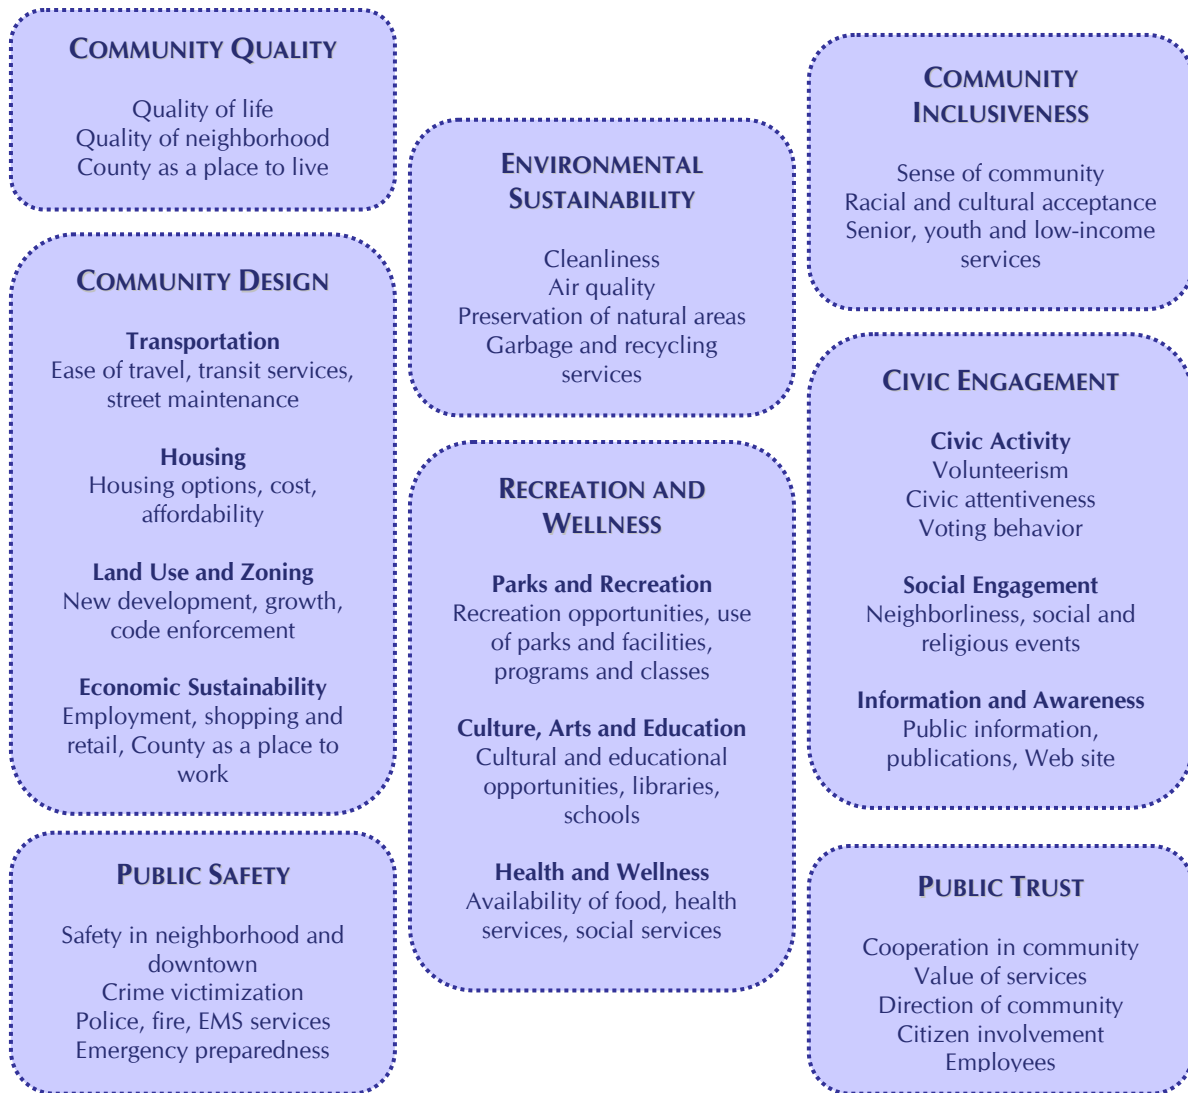 COMMUNITY QUALITY
Quality of life
Quality of neighborhood
County as a place to live
COMMUNITY DESIGN
Transportation
Ease of travel, transit services,
street maintenance
Housing
Housing options, cost,
affordability
Land Use and Zoning
New development, growth,
code enforcement
Economic Sustainability
Employment, shopping and
retail, County as a place to
work
PUBLIC SAFETY
Safety in neighborhood and
downtown
Crime victimization
Police, fire, EMS services
Emergency preparedness
ENVIRONMENTAL
SUSTAINABILITY
Cleanliness
Air quality
Preservation of natural areas
Garbage and recycling
services
RECREATION AND
WELLNESS
Parks and Recreation
Recreation opportunities, use
of parks and facilities,
programs and classes
Culture, Arts and Education
Cultural and educational
opportunities, libraries,
schools
Health and Wellness
Availability of food, health
services, social services
COMMUNITY
INCLUSIVENESS
Sense of community
Racial and cultural acceptance
Senior, youth and low-income
services
CIVIC ENGAGEMENT
Civic Activity
Volunteerism
Civic attentiveness
Voting behavior
Social Engagement
Neighborliness, social and
religious events
Information and Awareness
Public information,
publications, Web site
PUBLIC TRUST
Cooperation in community
Value of services
Direction of community
Citizen involvement
Employees